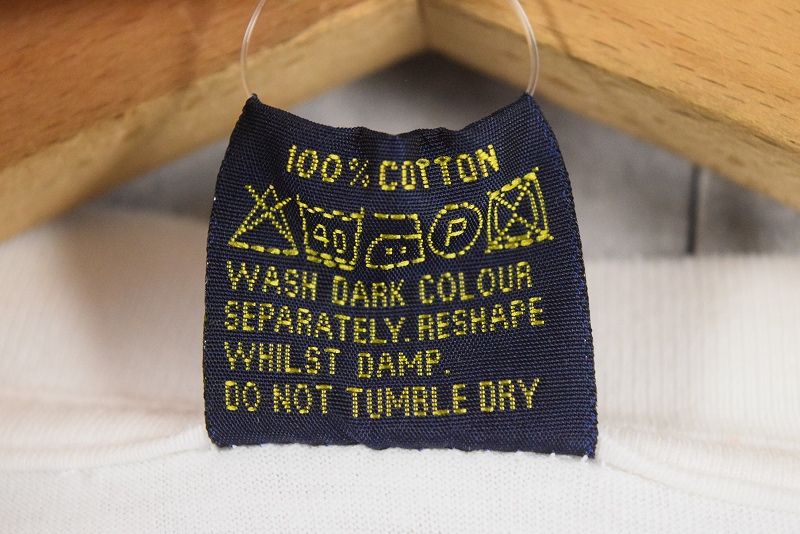 100% COTTON
40 P
WASH DARK COLOUR
SEPARATELY. RESHAPE
WHILST DAMP.
DO NOT TUMBLE DRY